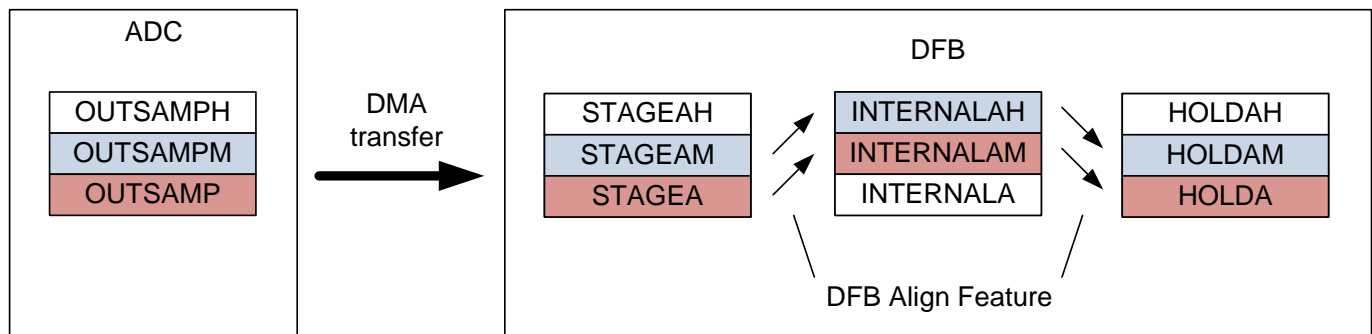 ADC
OUTSAMPH
OUTSAMPM
OUTSAMP
DMA
transfer
DFB
STAGEAH
STAGEAM
STAGEA
INTERNALAH
INTERNALAM
INTERNALA
HOLDAH
HOLDAM
HOLDA
DFB Align Feature